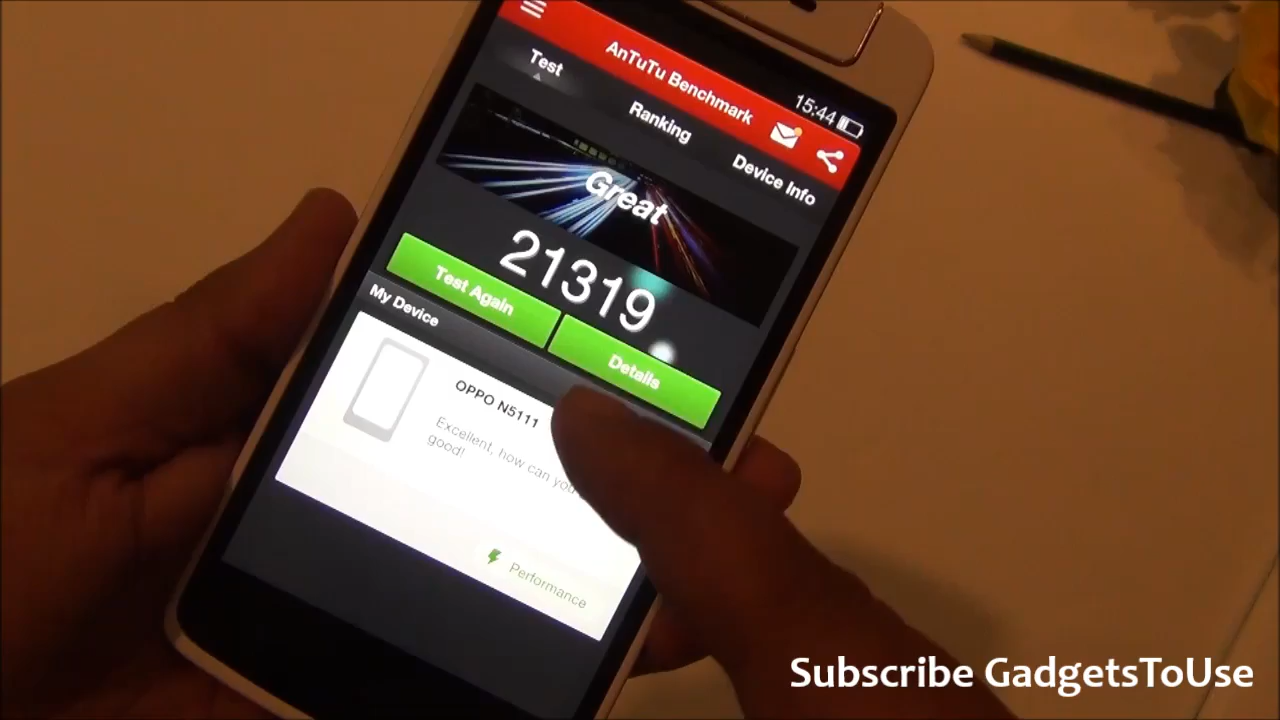 15:44
AnTuTu Benchmark
Test
Ranking
Device Info
Great
21319
Test Again
Details
My Device
OPPO N5111
Excellent, how can you
good!
Performance
Subscribe GadgetsToUse